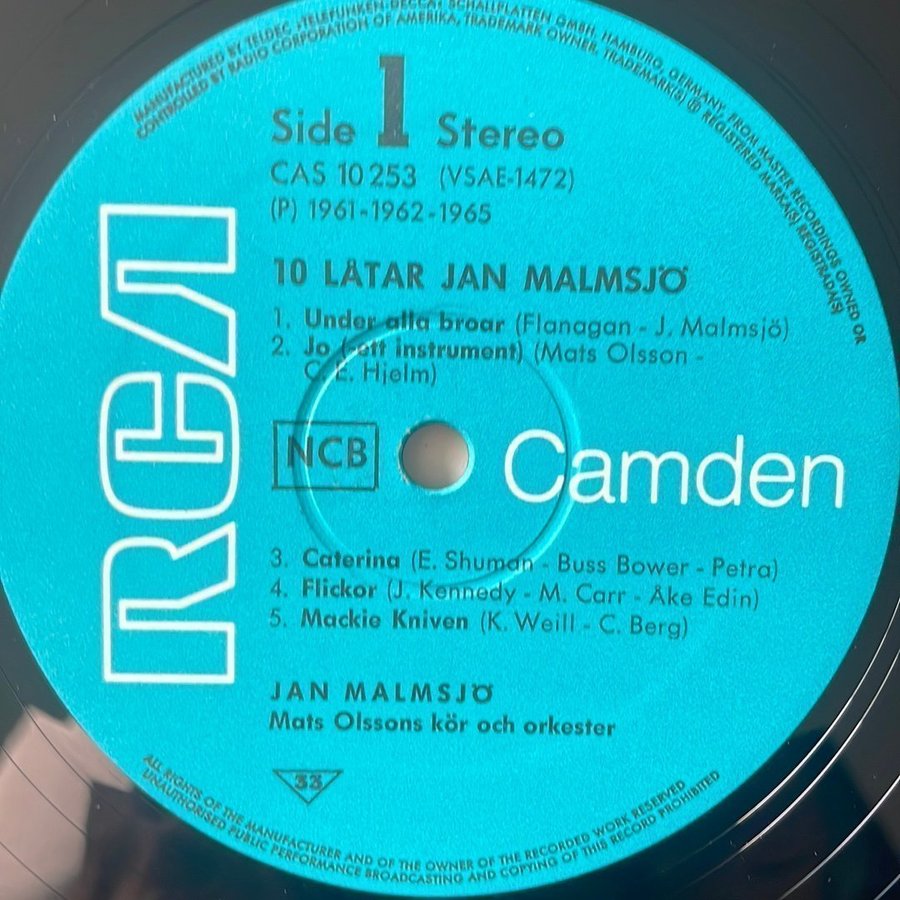 MANUFACTURED BY TELDEC »TELEFUNKEN-DECCA« SCHALLPLATTEN GMBH, HAMBURG, GERMANY, FROM MASTER RECORDINGS OWNED OR
CONTROLLED BY RADIO CORPORATION OF AMERICA, TRADEMARK OWNER, TRADEMARK(S) ® REGISTERED MARKA(S) REGISTRADA(S)
Side 1 Stereo
CAS 10 253 (VSAE-1472)
(P) 1961-1962-1965
10 LÅTAR JAN MALMSJÖ
1. Under alla broar (Flanagan - J. Malmsjö)
2. Jo (-ett instrument) (Mats Olsson -
C. E. Hjelm)
RCA
NCB
Camden
3. Caterina (E. Shuman - Buss Bower - Petra)
4. Flickor (J. Kennedy - M. Carr - Åke Edin)
5. Mackie Kniven (K. Weill - C. Berg)
JAN MALMSJÖ
Mats Olssons kör och orkester
33
ALL RIGHTS OF THE MANUFACTURER AND OF THE OWNER OF THE RECORDED WORK RESERVED
UNAUTHORISED PUBLIC PERFORMANCE BROADCASTING AND COPYING OF THIS RECORD PROHIBITED